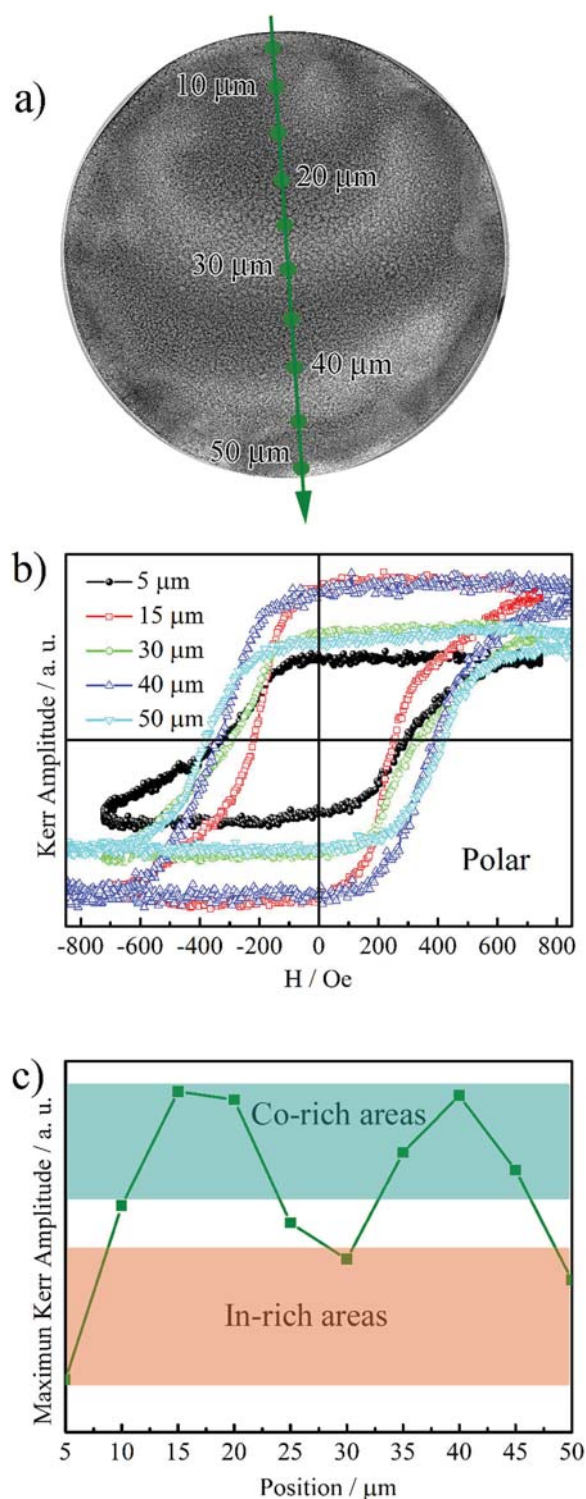 a)
10 µm
20 µm
30 µm
40 µm
50 µm
b)
5 µm
15 µm
30 µm
40 µm
50 µm
Kerr Amplitude / a. u.
Polar
-800 -600 -400 -200 0 200 400 600 800
H / Oe
c)
Co-rich areas
In-rich areas
Maximun Kerr Amplitude / a. u.
5 10 15 20 25 30 35 40 45 50
Position / µm